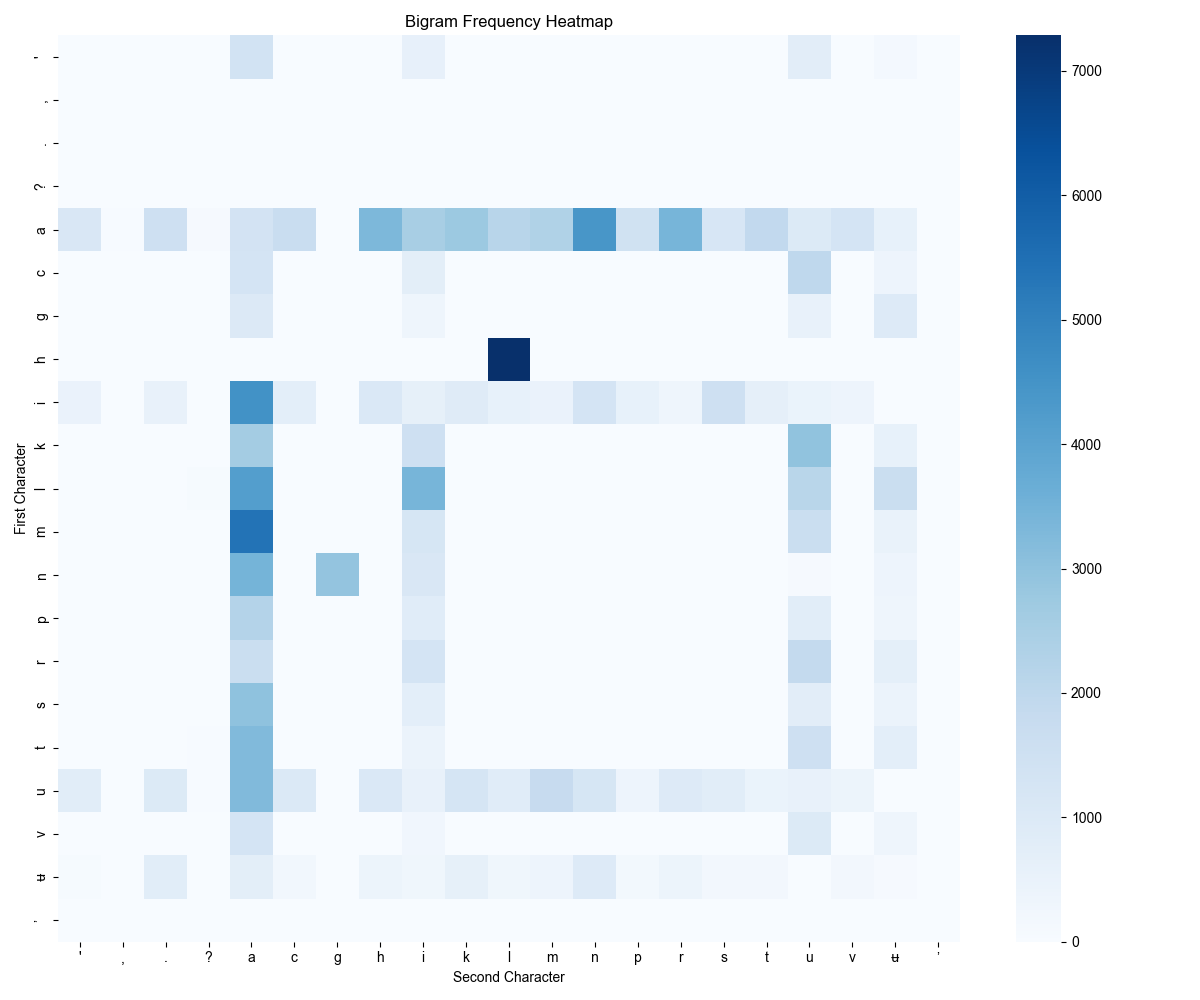 Bigram Frequency Heatmap
First Character
'
,
.
?
a
c
g
h
i
k
l
m
n
p
r
s
t
u
v
ʉ
’
' , . ? a c g h i k l m n p r s t u v ʉ ’
Second Character
7000
6000
5000
4000
3000
2000
1000
0